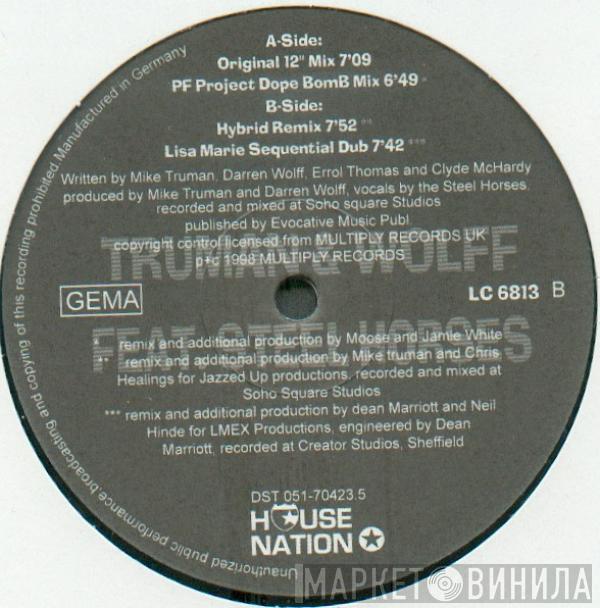 A-Side:
Original 12" Mix 7'09
PF Project Dope BomB Mix 6'49 *
B-Side:
Hybrid Remix 7'52 **
Lisa Marie Sequential Dub 7'42 ***
Written by Mike Truman, Darren Wolff, Errol Thomas and Clyde McHardy
produced by Mike Truman and Darren Wolff, vocals by the Steel Horses,
recorded and mixed at Soho square Studios
published by Evocative Music Publ.
copyright control licensed from MULTIPLY RECORDS UK
p+c 1998 MULTIPLY RECORDS
TRUMAN & WOLFF
GEMA
LC 6813 B
FEAT. STEEL HORSES
* remix and additional production by Moose and Jamie White
** remix and additional production by Mike truman and Chris
Healings for Jazzed Up productions, recorded and mixed at
Soho Square Studios
*** remix and additional production by dean Marriott and Neil
Hinde for LMEX Productions, engineered by Dean
Marriott, recorded at Creator Studios, Sheffield
DST 051-70423.5
HOUSE
NATION
Unauthorized public performance,broadcasting and copying of this recording prohibited.Manufactured in Germany
МАРКЕТ ВИНИЛА